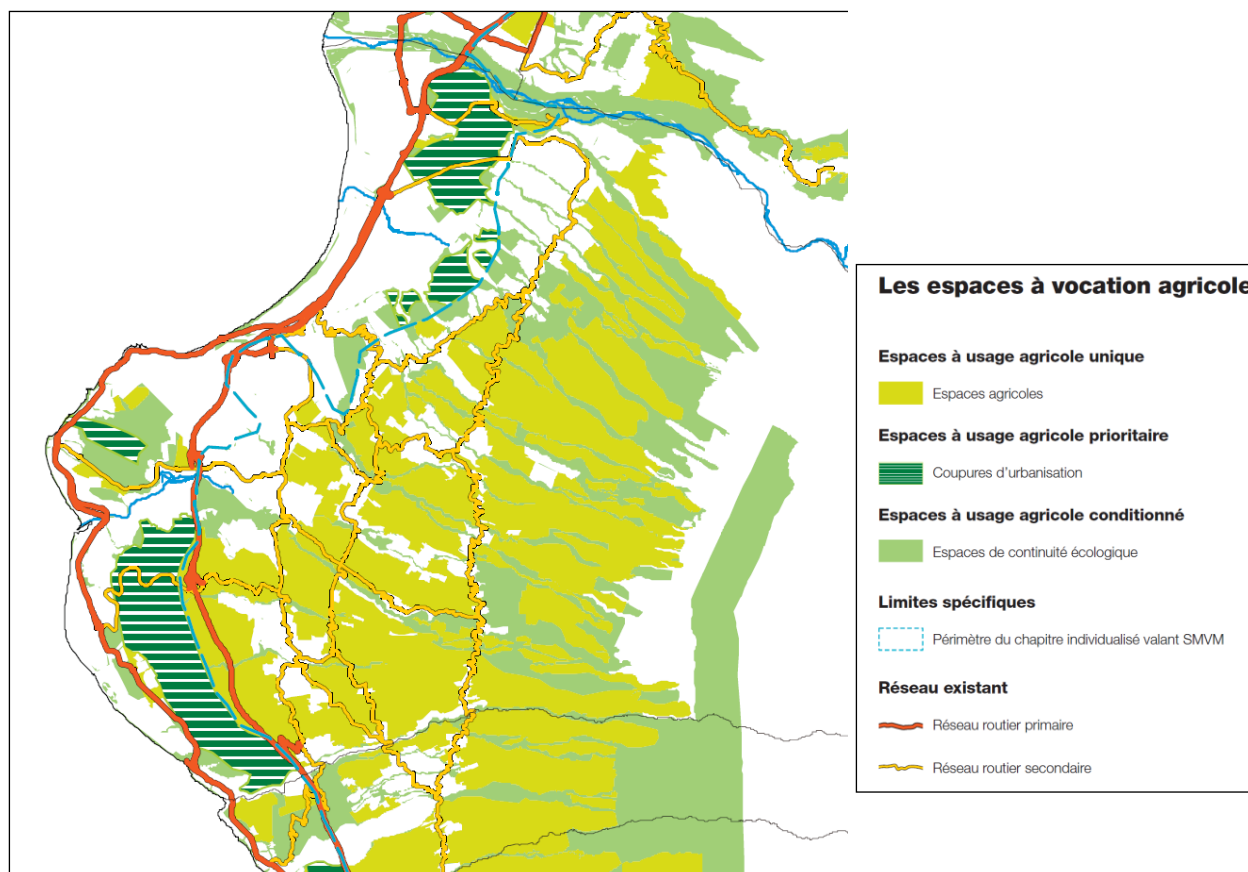 Les espaces à vocation agricole
Espaces à usage agricole unique
Espaces agricoles
Espaces à usage agricole prioritaire
Coupures d'urbanisation
Espaces à usage agricole conditionné
Espaces de continuité écologique
Limites spécifiques
Périmètre du chapitre individualisé valant SMVM
Réseau existant
Réseau routier primaire
Réseau routier secondaire